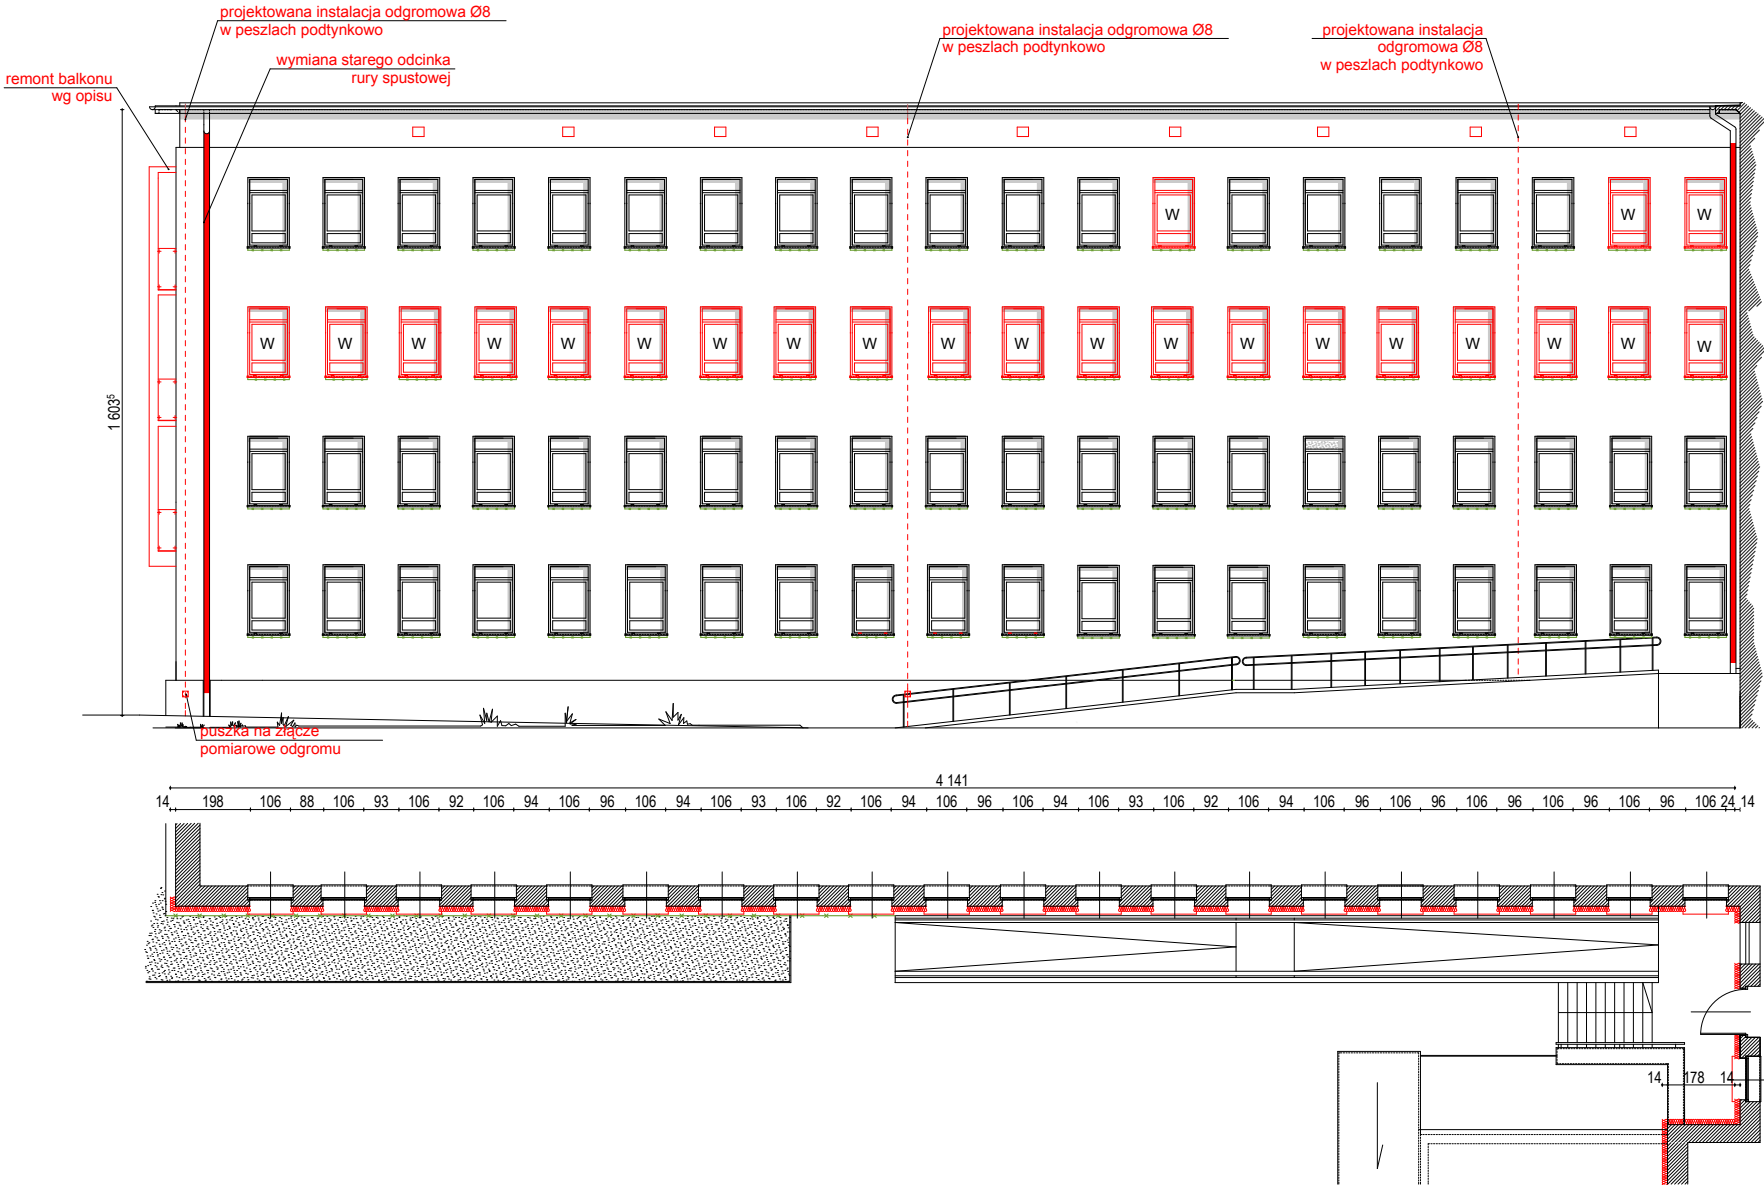 projektowana instalacja odgromowa Ø8
w peszlach podtynkowo
wymiana starego odcinka
rury spustowej
remont balkonu
wg opisu
projektowana instalacja odgromowa Ø8
w peszlach podtynkowo
projektowana instalacja
odgromowa Ø8
w peszlach podtynkowo
W W W
W W W W W W W W W W W W W W W W W W W W
1 603⁵
puszka na złącze
pomiarowe odgromu
4 141
14 198 106 88 106 93 106 92 106 94 106 96 106 94 106 93 106 92 106 94 106 96 106 94 106 93 106 92 106 94 106 96 106 96 106 96 106 96 106 96 106 24 14
14 178 14